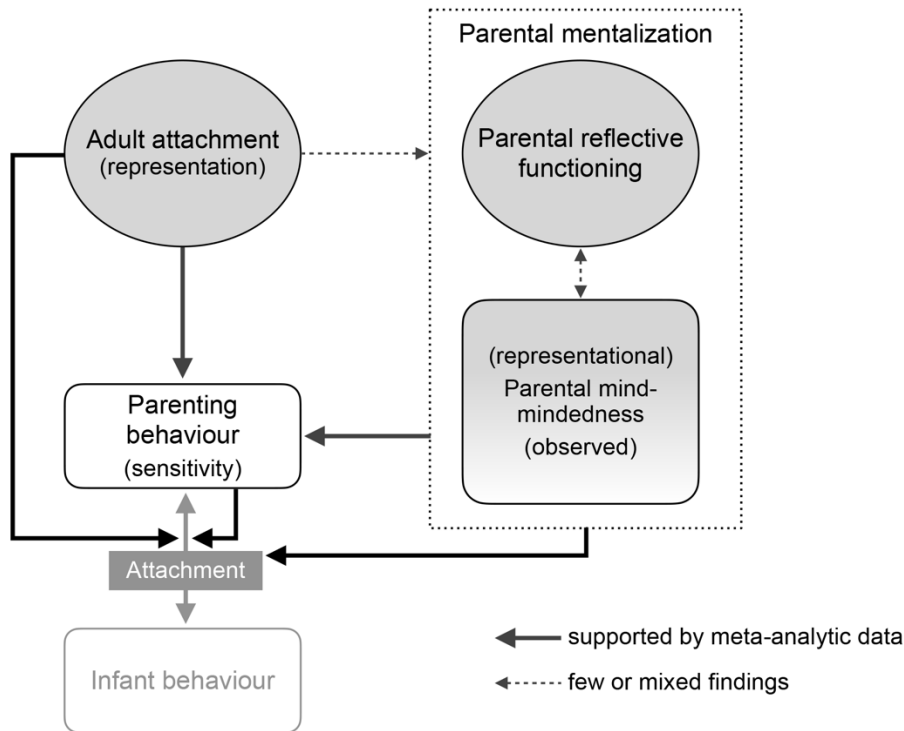 Parental mentalization
Adult attachment
(representation)
Parental reflective
functioning
(representational)
Parental mind-
mindedness
(observed)
Parenting
behaviour
(sensitivity)
Attachment
Infant behaviour
supported by meta-analytic data
few or mixed findings